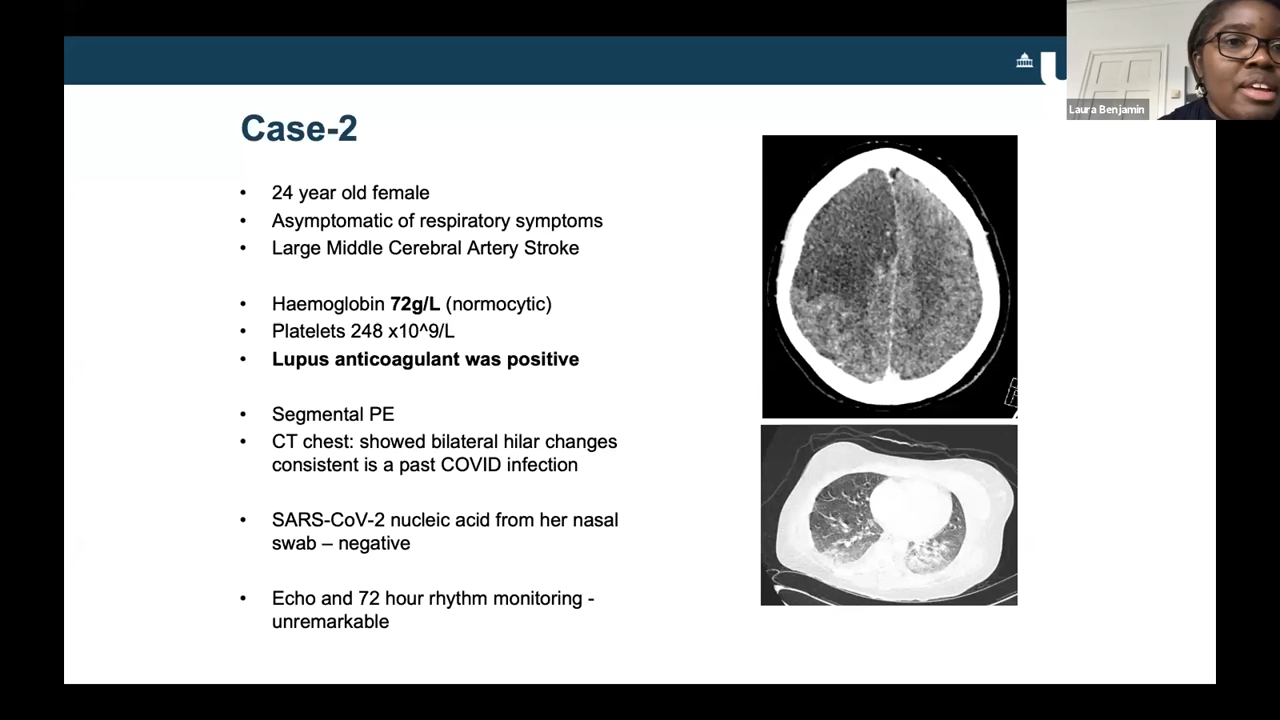 Laura Benjamin
Case-2
• 24 year old female
• Asymptomatic of respiratory symptoms
• Large Middle Cerebral Artery Stroke
• Haemoglobin 72g/L (normocytic)
• Platelets 248 x10^9/L
• Lupus anticoagulant was positive
• Segmental PE
• CT chest: showed bilateral hilar changes
consistent is a past COVID infection
• SARS-CoV-2 nucleic acid from her nasal
swab – negative
• Echo and 72 hour rhythm monitoring -
unremarkable